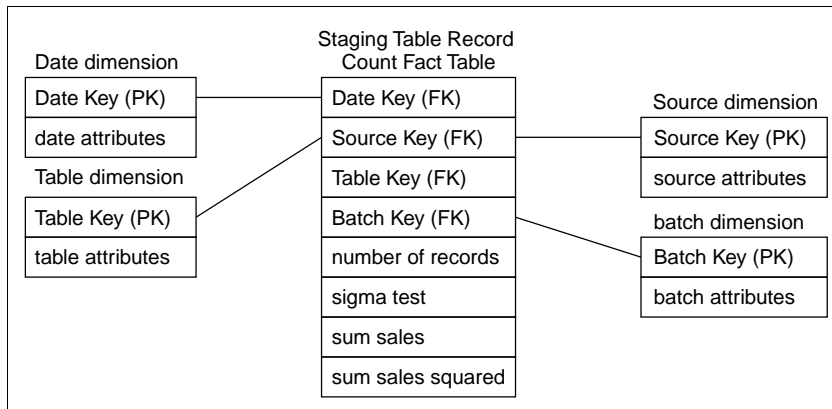 Date dimension
Date Key (PK)
date attributes
Table dimension
Table Key (PK)
table attributes
Staging Table Record
Count Fact Table
Date Key (FK)
Source Key (FK)
Table Key (FK)
Batch Key (FK)
number of records
sigma test
sum sales
sum sales squared
Source dimension
Source Key (PK)
source attributes
batch dimension
Batch Key (PK)
batch attributes